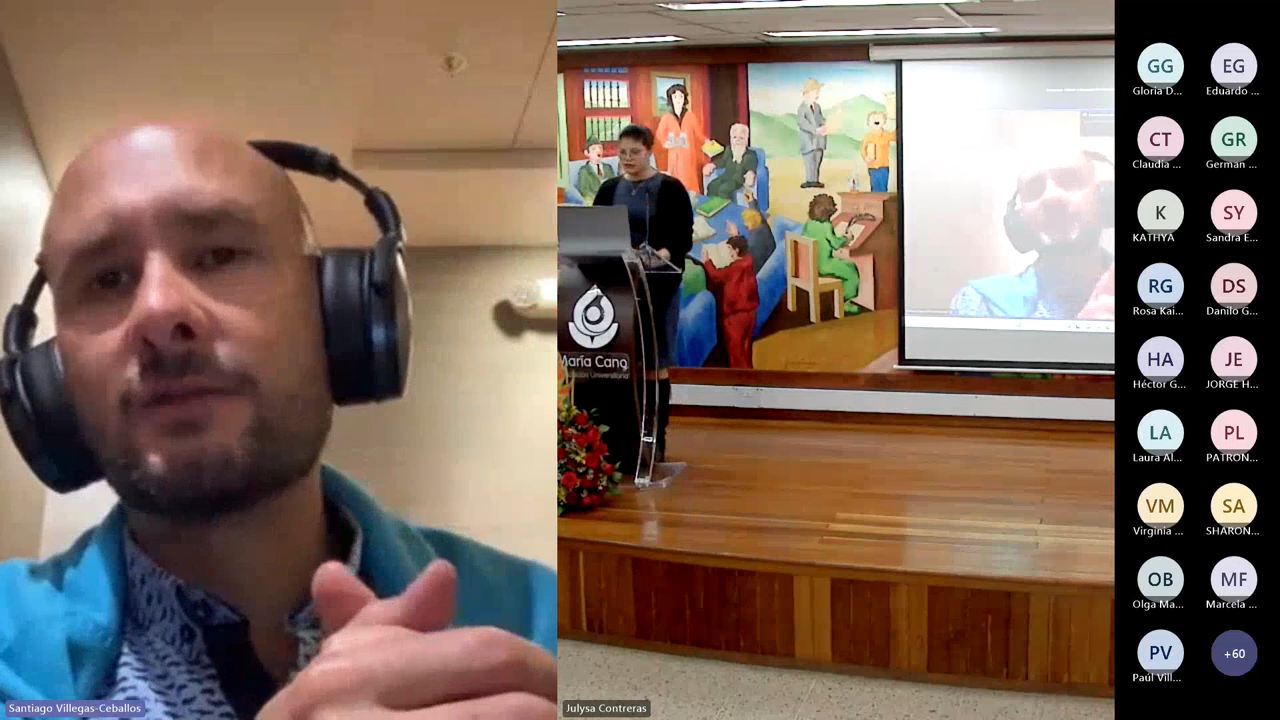 Santiago Villegas-Ceballos
María Cano
Julysa Contreras
GG
Gloria D...
EG
Eduardo ...
CT
Claudia ...
GR
German ...
K
KATHYA
SY
Sandra E...
RG
Rosa Kai...
DS
Danilo G...
HA
Héctor G...
JE
JORGE H...
LA
Laura Al...
PL
PATRON...
VM
Virginia ...
SA
SHARON...
OB
Olga Ma...
MF
Marcela ...
PV
Paúl Vill...
+60